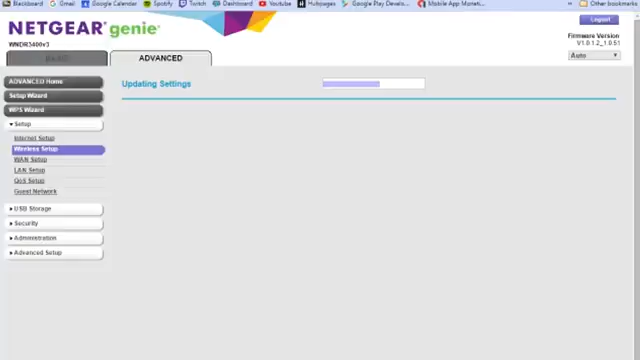 Blackboard Gmail Google Calendar Spotify Twitch Dashboard Youtube Hubpages Google Play Develo... Mobile App Moneti... » Other bookmarks
NETGEAR genie®
Logout
WNDR3400v3
Firmware Version
V1.0.1.2_1.0.51
BASIC
ADVANCED
Auto
ADVANCED Home
Setup Wizard
WPS Wizard
Setup
Internet Setup
Wireless Setup
WAN Setup
LAN Setup
QoS Setup
Guest Network
USB Storage
Security
Administration
Advanced Setup
Updating Settings